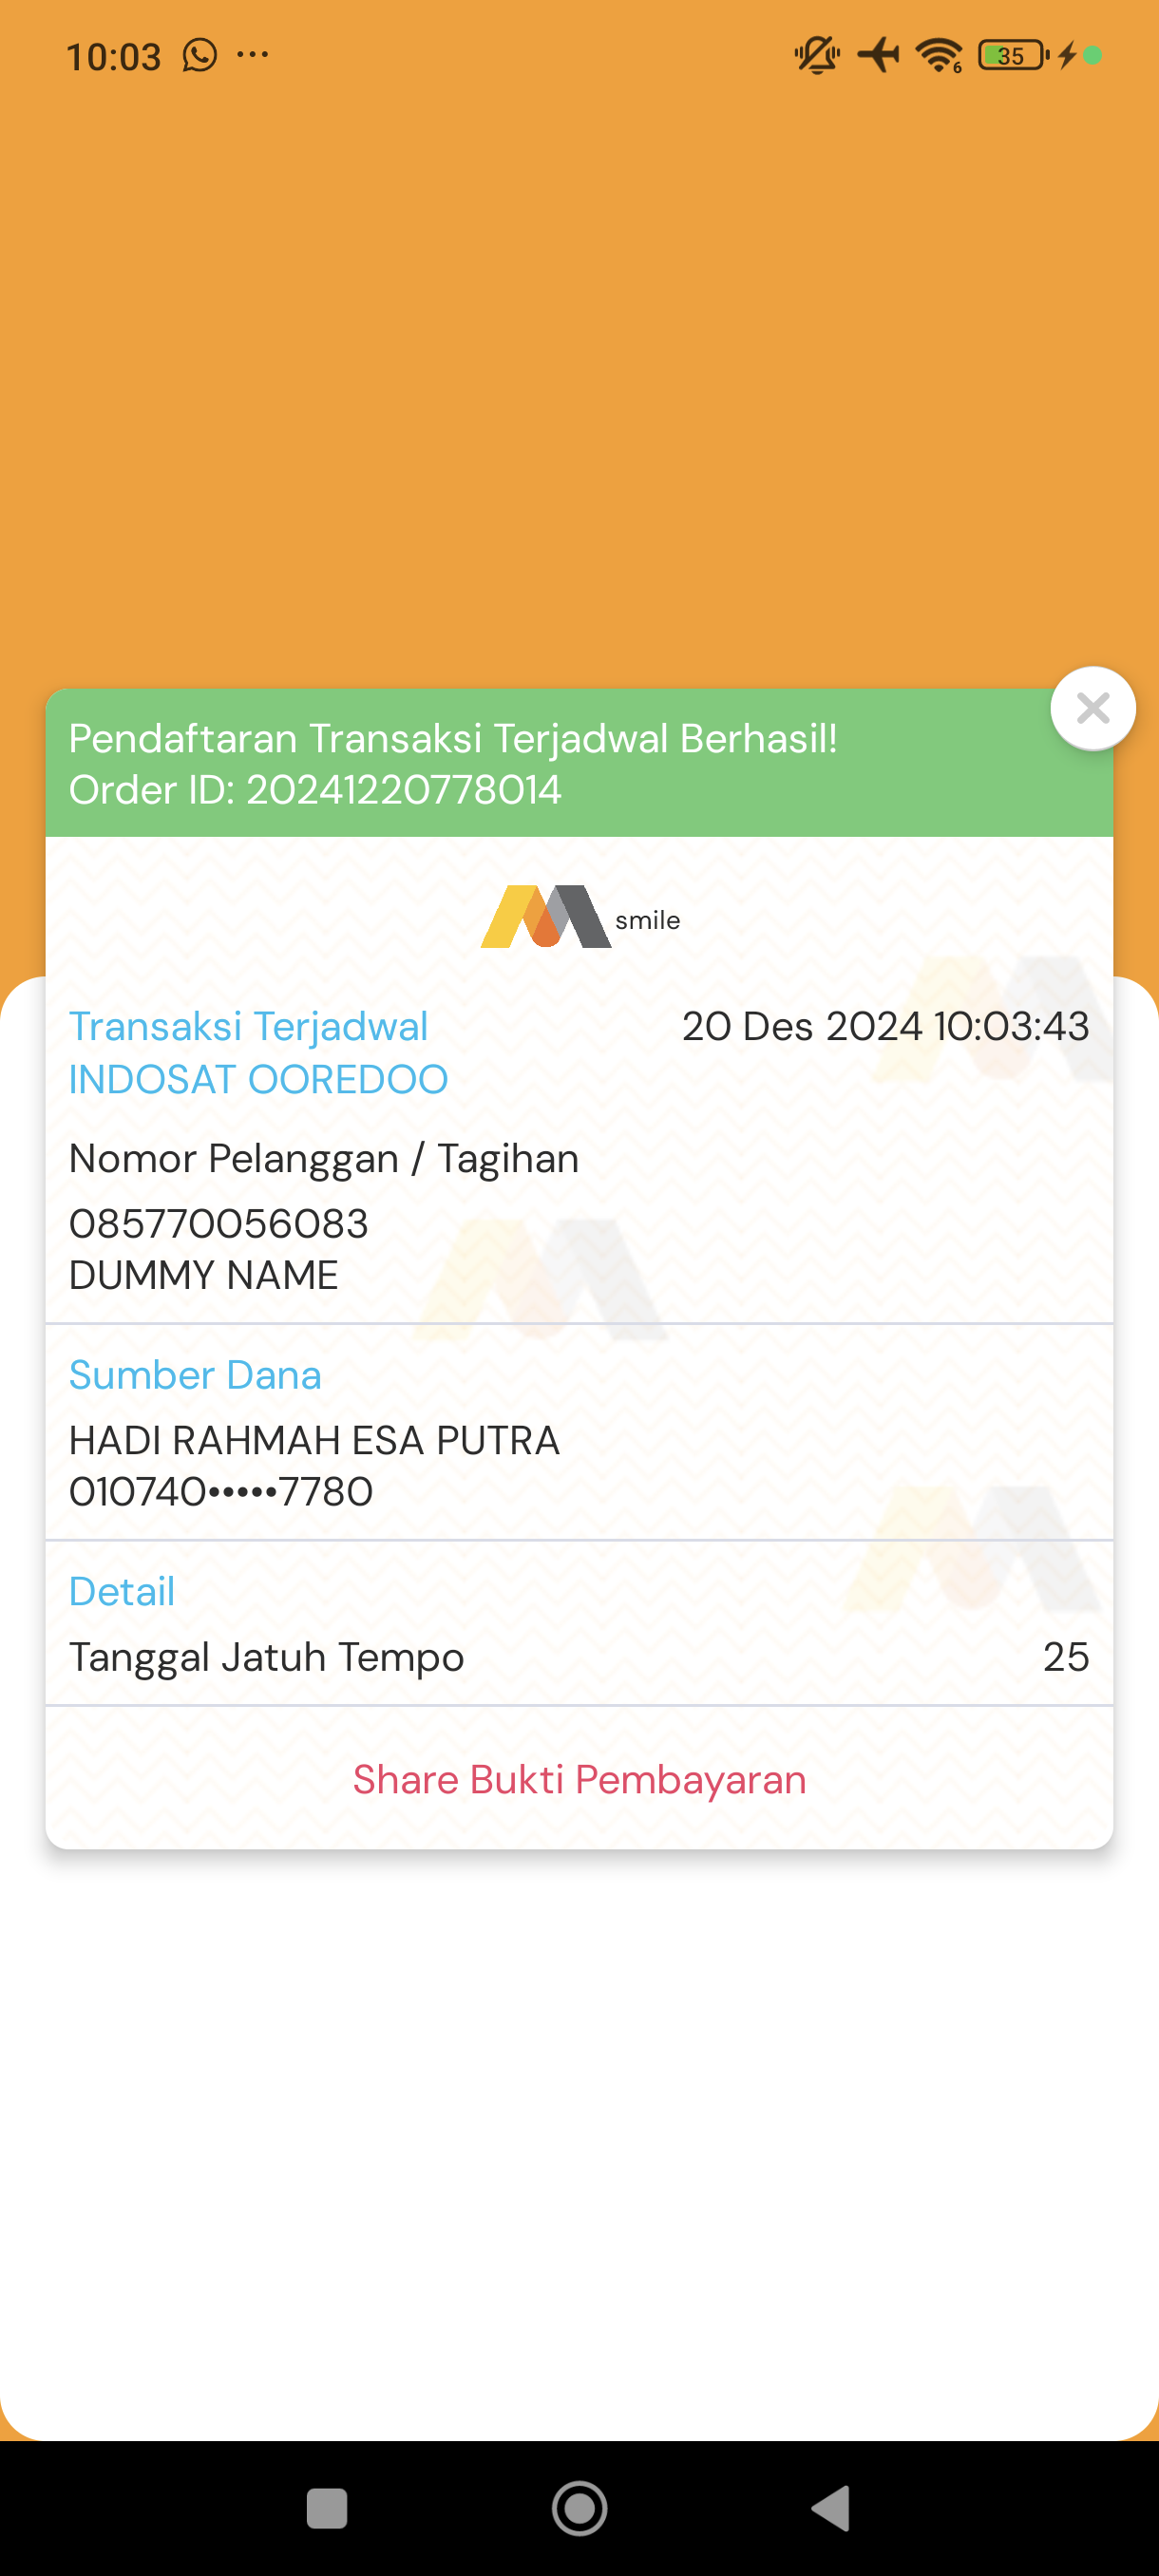 10:03
6
35
Pendaftaran Transaksi Terjadwal Berhasil!
Order ID: 20241220778014
smile
Transaksi Terjadwal 20 Des 2024 10:03:43
INDOSAT OOREDOO
Nomor Pelanggan / Tagihan
085770056083
DUMMY NAME
Sumber Dana
HADI RAHMAH ESA PUTRA
010740•••••7780
Detail
Tanggal Jatuh Tempo 25
Share Bukti Pembayaran